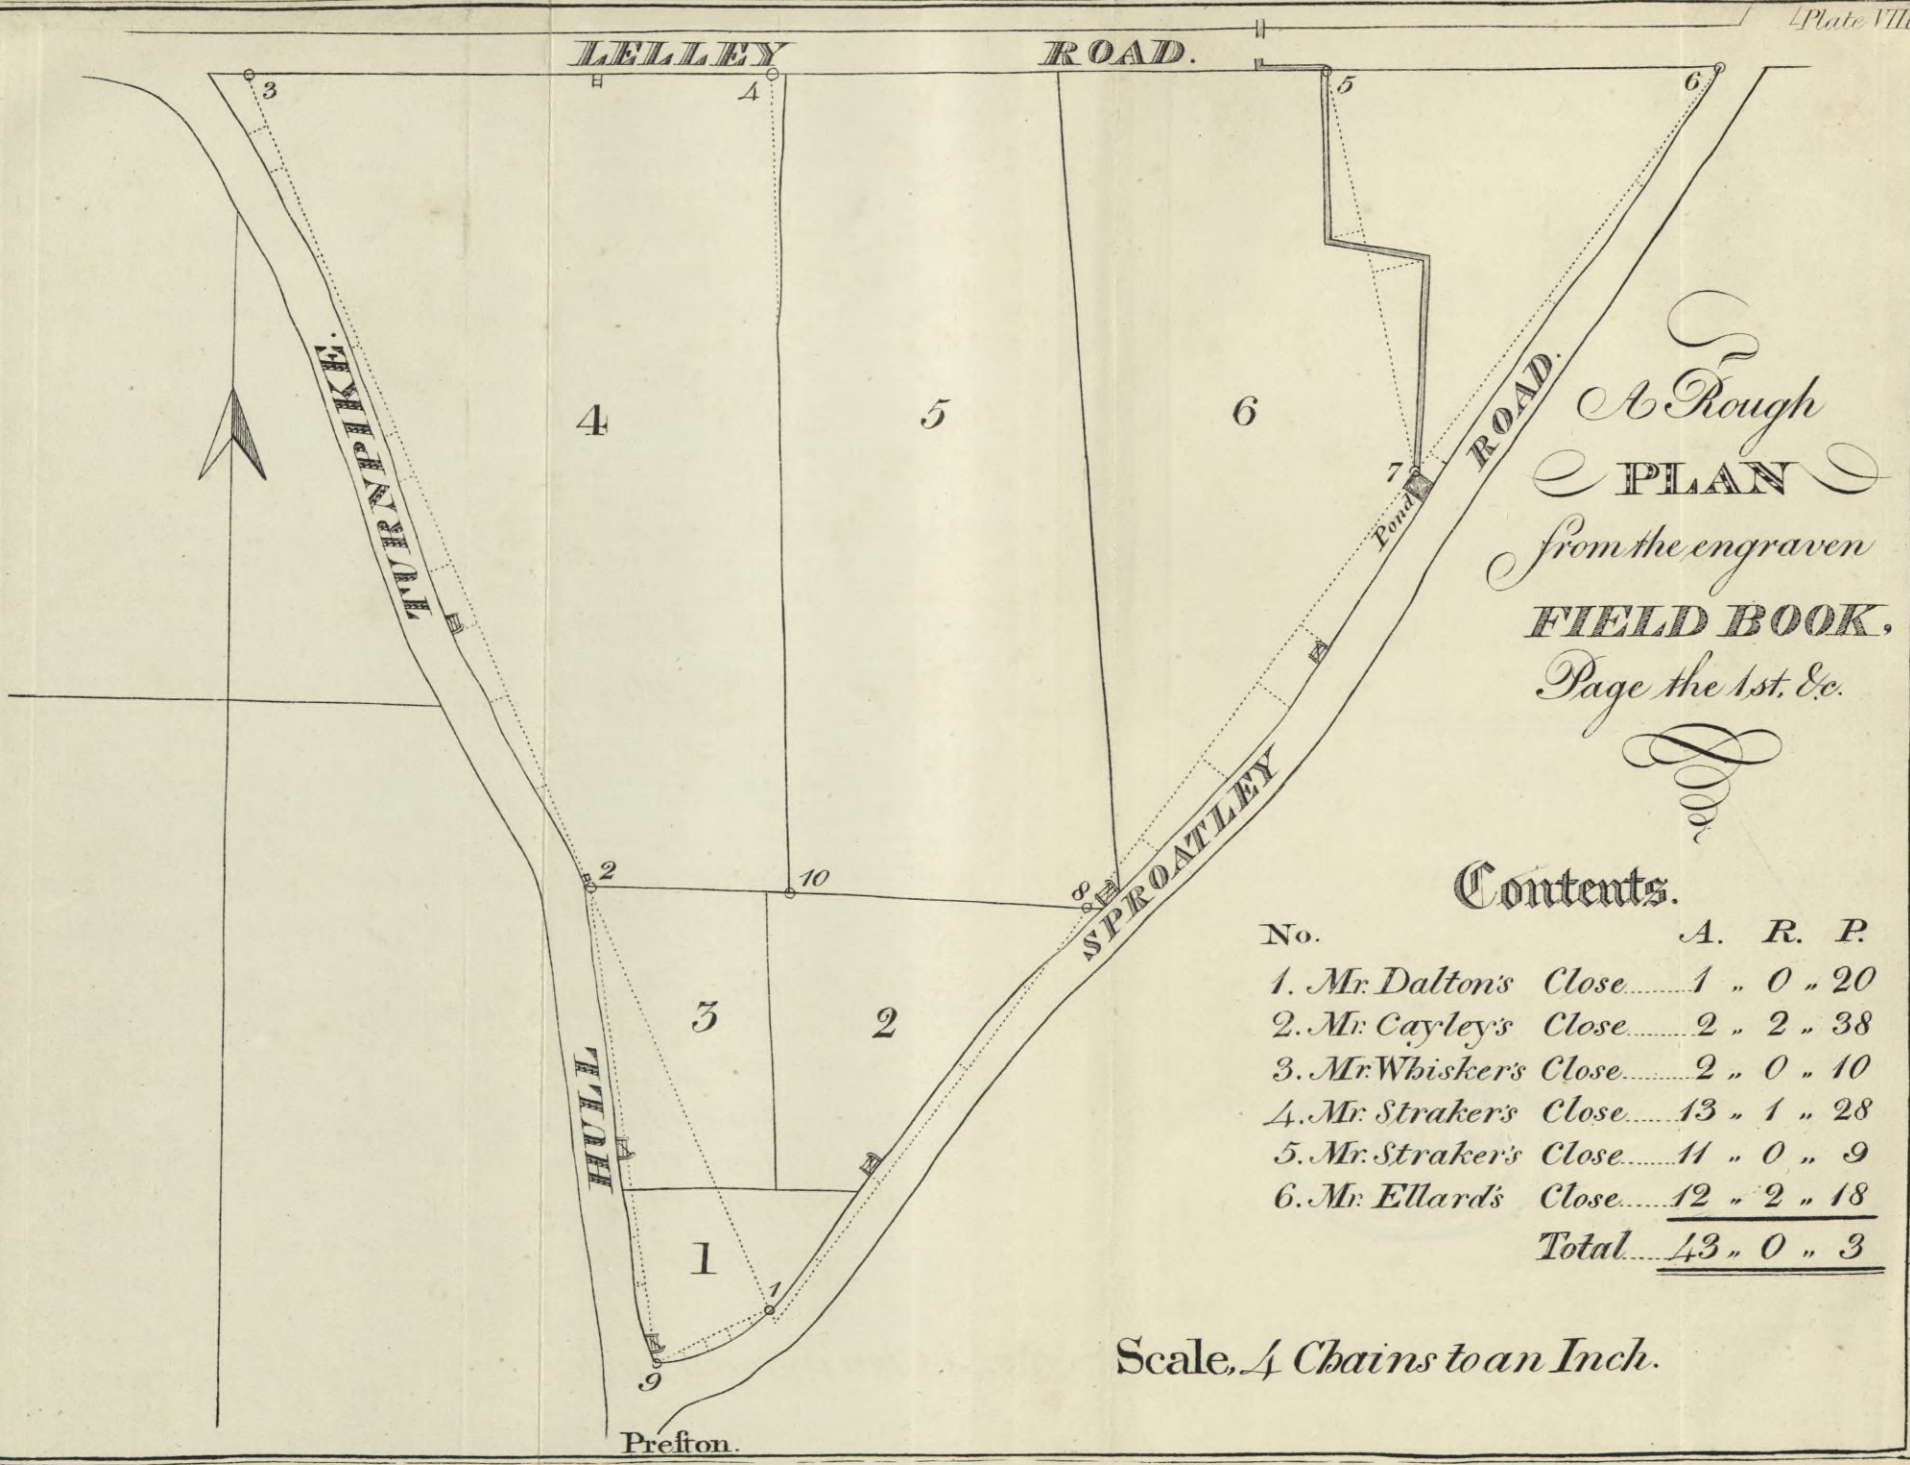 [Plate VII
LELLEY ROAD.
3
4
5
6
TURNPIKE.
4
5
6
7
Pond
ROAD.
A Rough
PLAN
from the engraven
FIELD BOOK,
Page the 1st, &c.
2
10
8
SPROATLEY
3
2
HULL
1
1
9
Preſton.
Contents.
No. A. R. P.
1. Mr. Dalton's Close........1 „ 0 „ 20
2. Mr. Cayley's Close........2 „ 2 „ 38
3. Mr. Whisker's Close........2 „ 0 „ 10
4. Mr. Straker's Close......13 „ 1 „ 28
5. Mr. Straker's Close......11 „ 0 „ 9
6. Mr. Ellard's Close......12 „ 2 „ 18
Total....43 „ 0 „ 3
Scale, 4 Chains to an Inch.